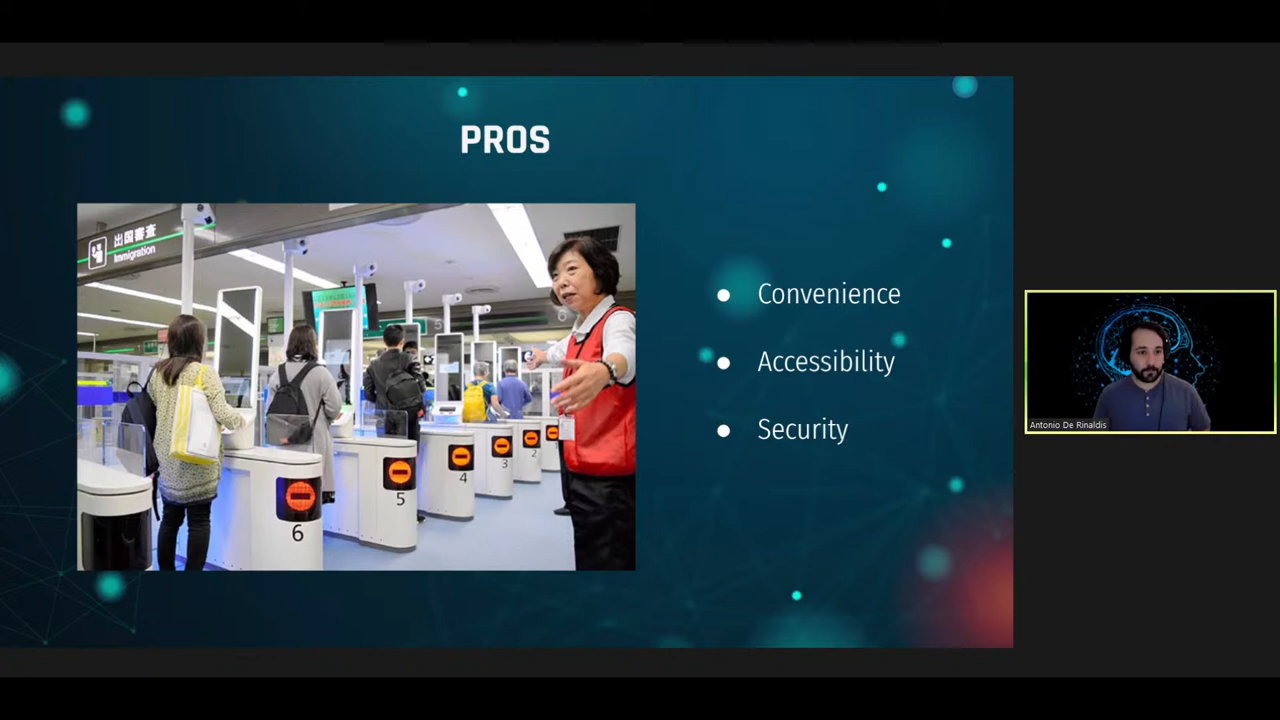 PROS
出国審査
Immigration
6
5
4
3
2
Convenience
Accessibility
Security
Antonio De Rinaldis